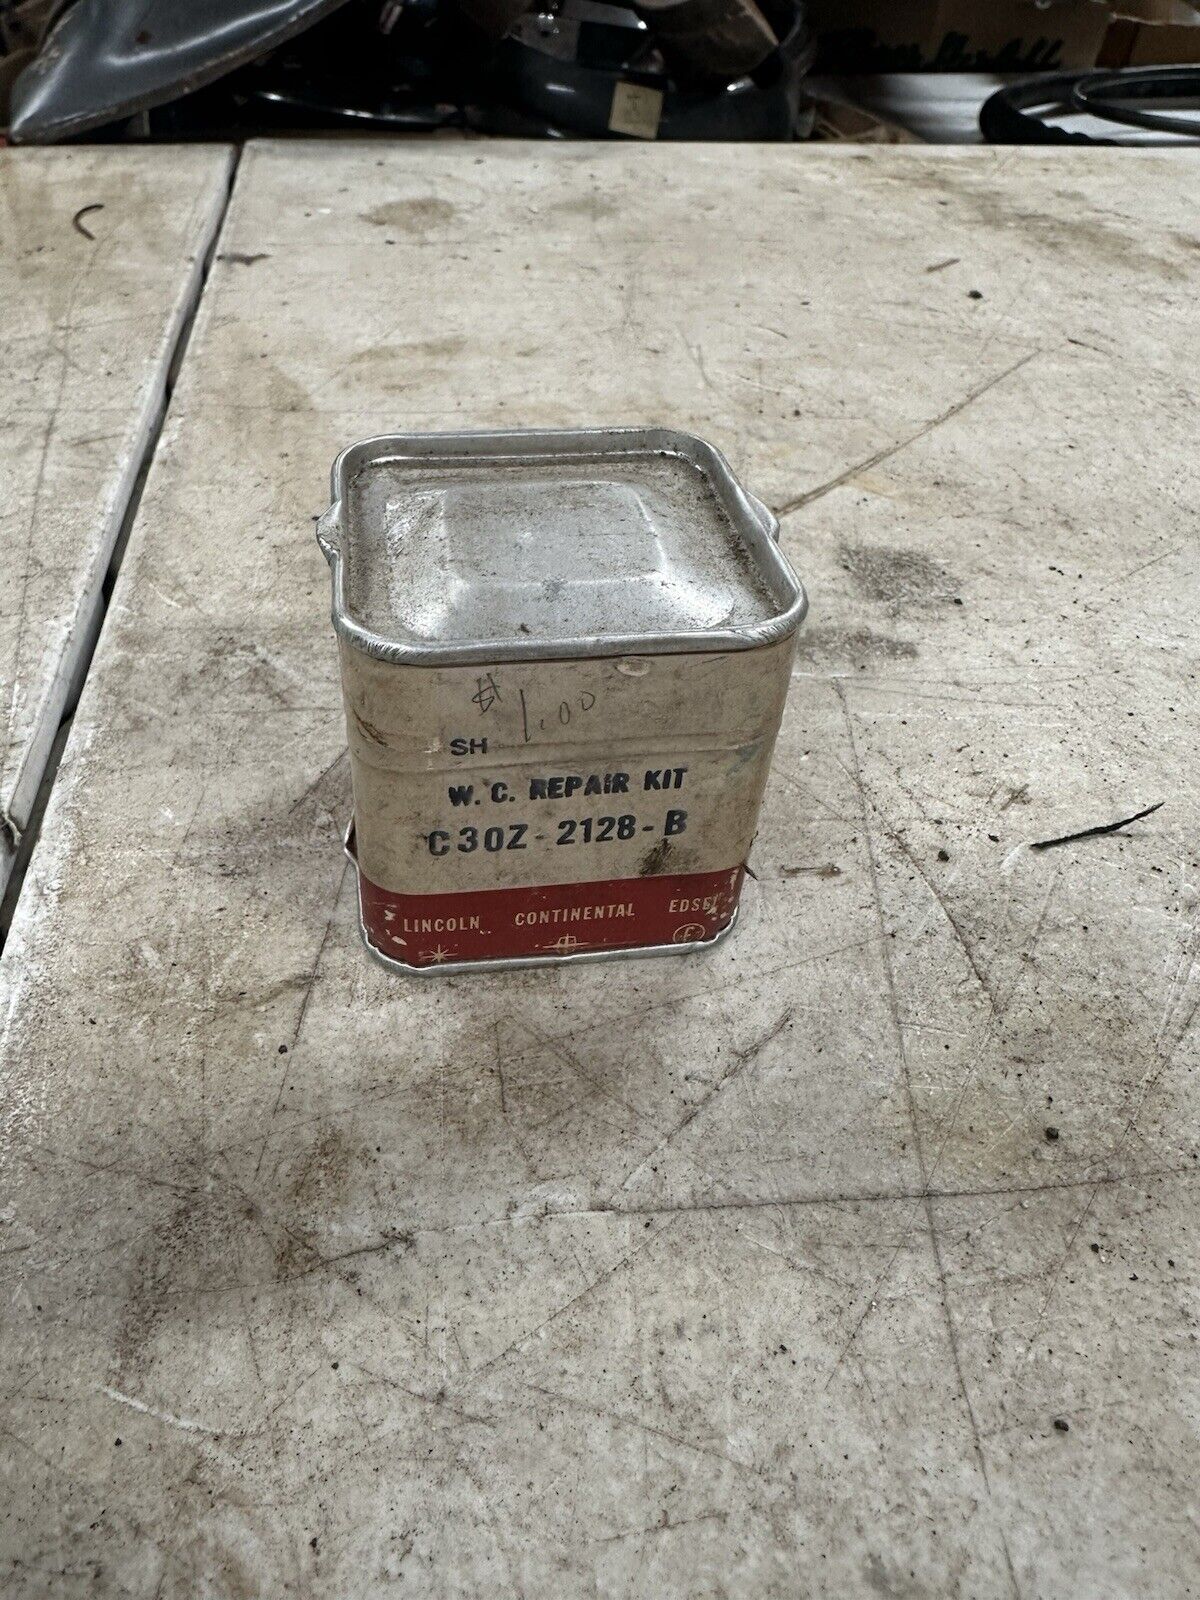 $1.00
SH
W. C. REPAIR KIT
C3OZ-2128-B
LINCOLN CONTINENTAL EDSEL
E